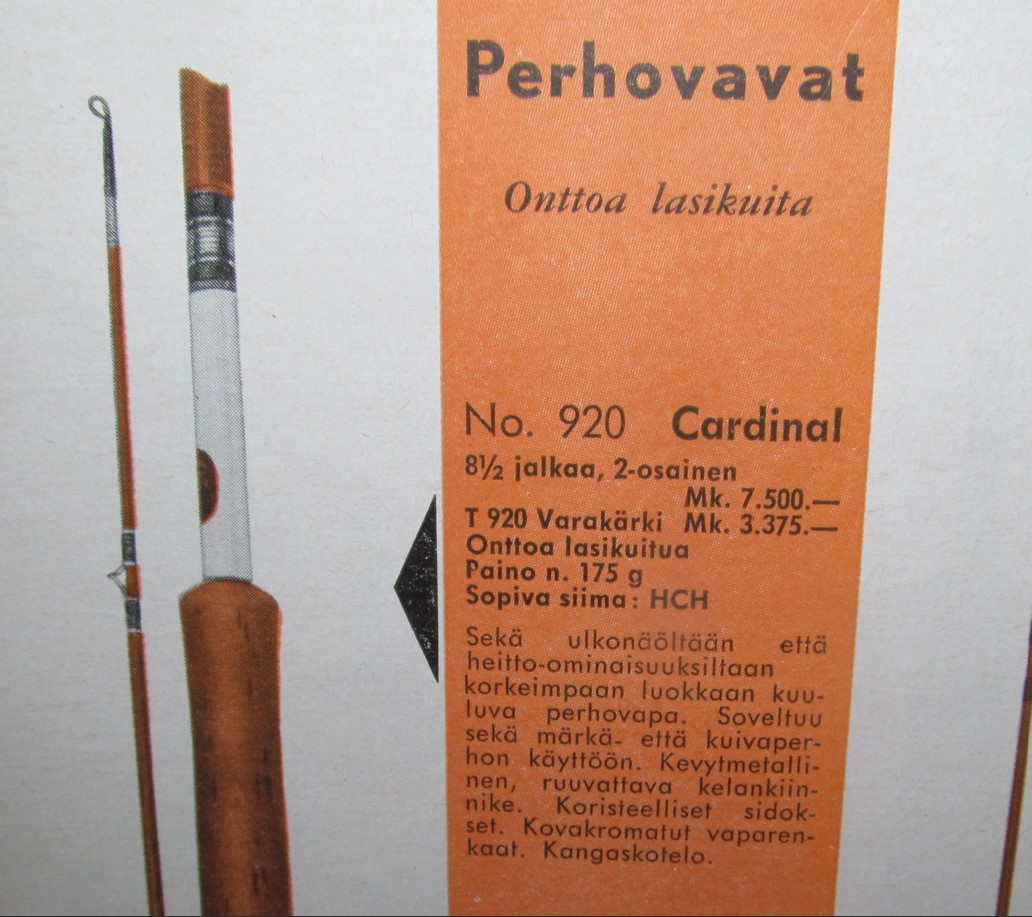 Perhovavat
Onttoa lasikuita
No. 920 Cardinal
8½ jalkaa, 2-osainen
Mk. 7.500.—
T 920 Varakärki Mk. 3.375.—
Onttoa lasikuitua
Paino n. 175 g
Sopiva siima: HCH
Sekä ulkonäöltään että
heitto-ominaisuuksiltaan
korkeimpaan luokkaan kuu-
luva perhovapa. Soveltuu
sekä märkä- että kuivaper-
hon käyttöön. Kevytmetalli-
nen, ruuvattava kelankiin-
nike. Koristeelliset sidok-
set. Kovakromatut vaparen-
kaat. Kangaskotelo.